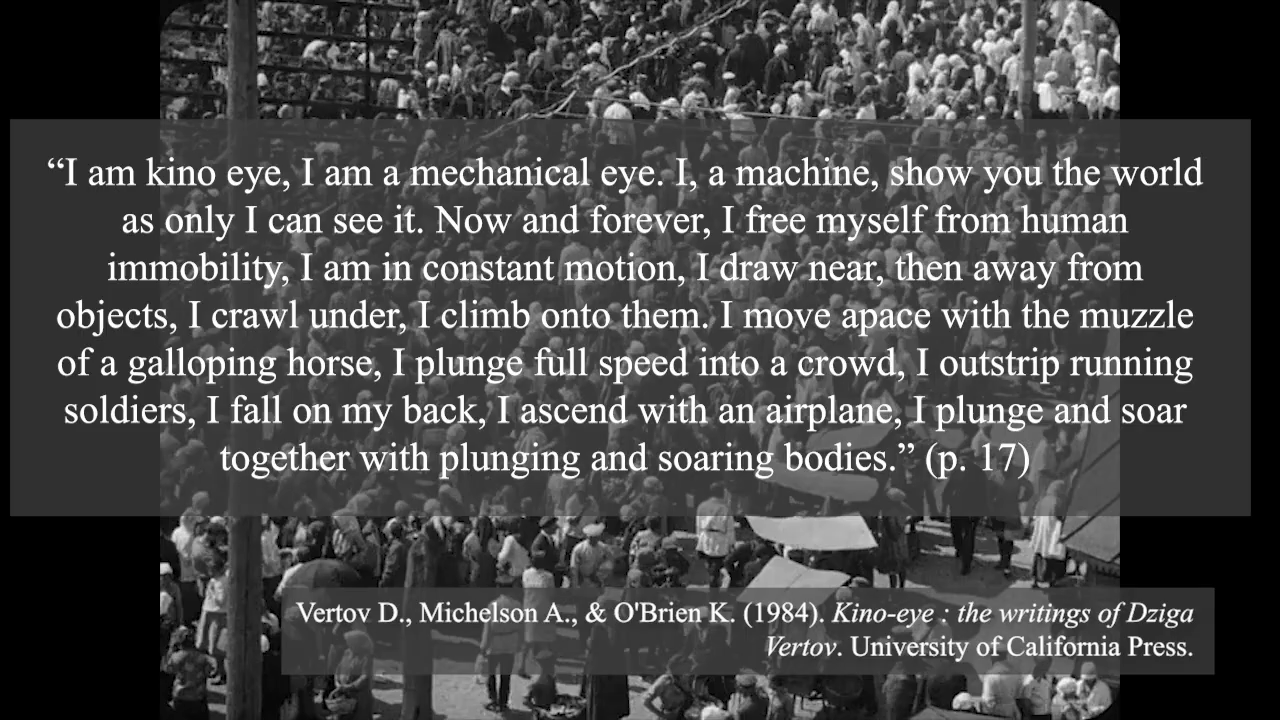 “I am kino eye, I am a mechanical eye. I, a machine, show you the world
as only I can see it. Now and forever, I free myself from human
immobility, I am in constant motion, I draw near, then away from
objects, I crawl under, I climb onto them. I move apace with the muzzle
of a galloping horse, I plunge full speed into a crowd, I outstrip running
soldiers, I fall on my back, I ascend with an airplane, I plunge and soar
together with plunging and soaring bodies.” (p. 17)
Vertov D., Michelson A., & O'Brien K. (1984). Kino-eye : the writings of Dziga
Vertov. University of California Press.